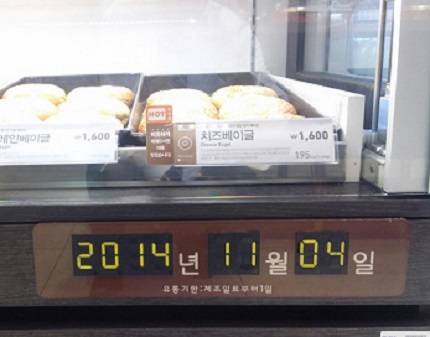 HOT
치즈베이글 ₩1,600
Cheese Bagel
195
베이글 ₩1,600
2014년 11월 04일
유통기한:제조일로부터1일